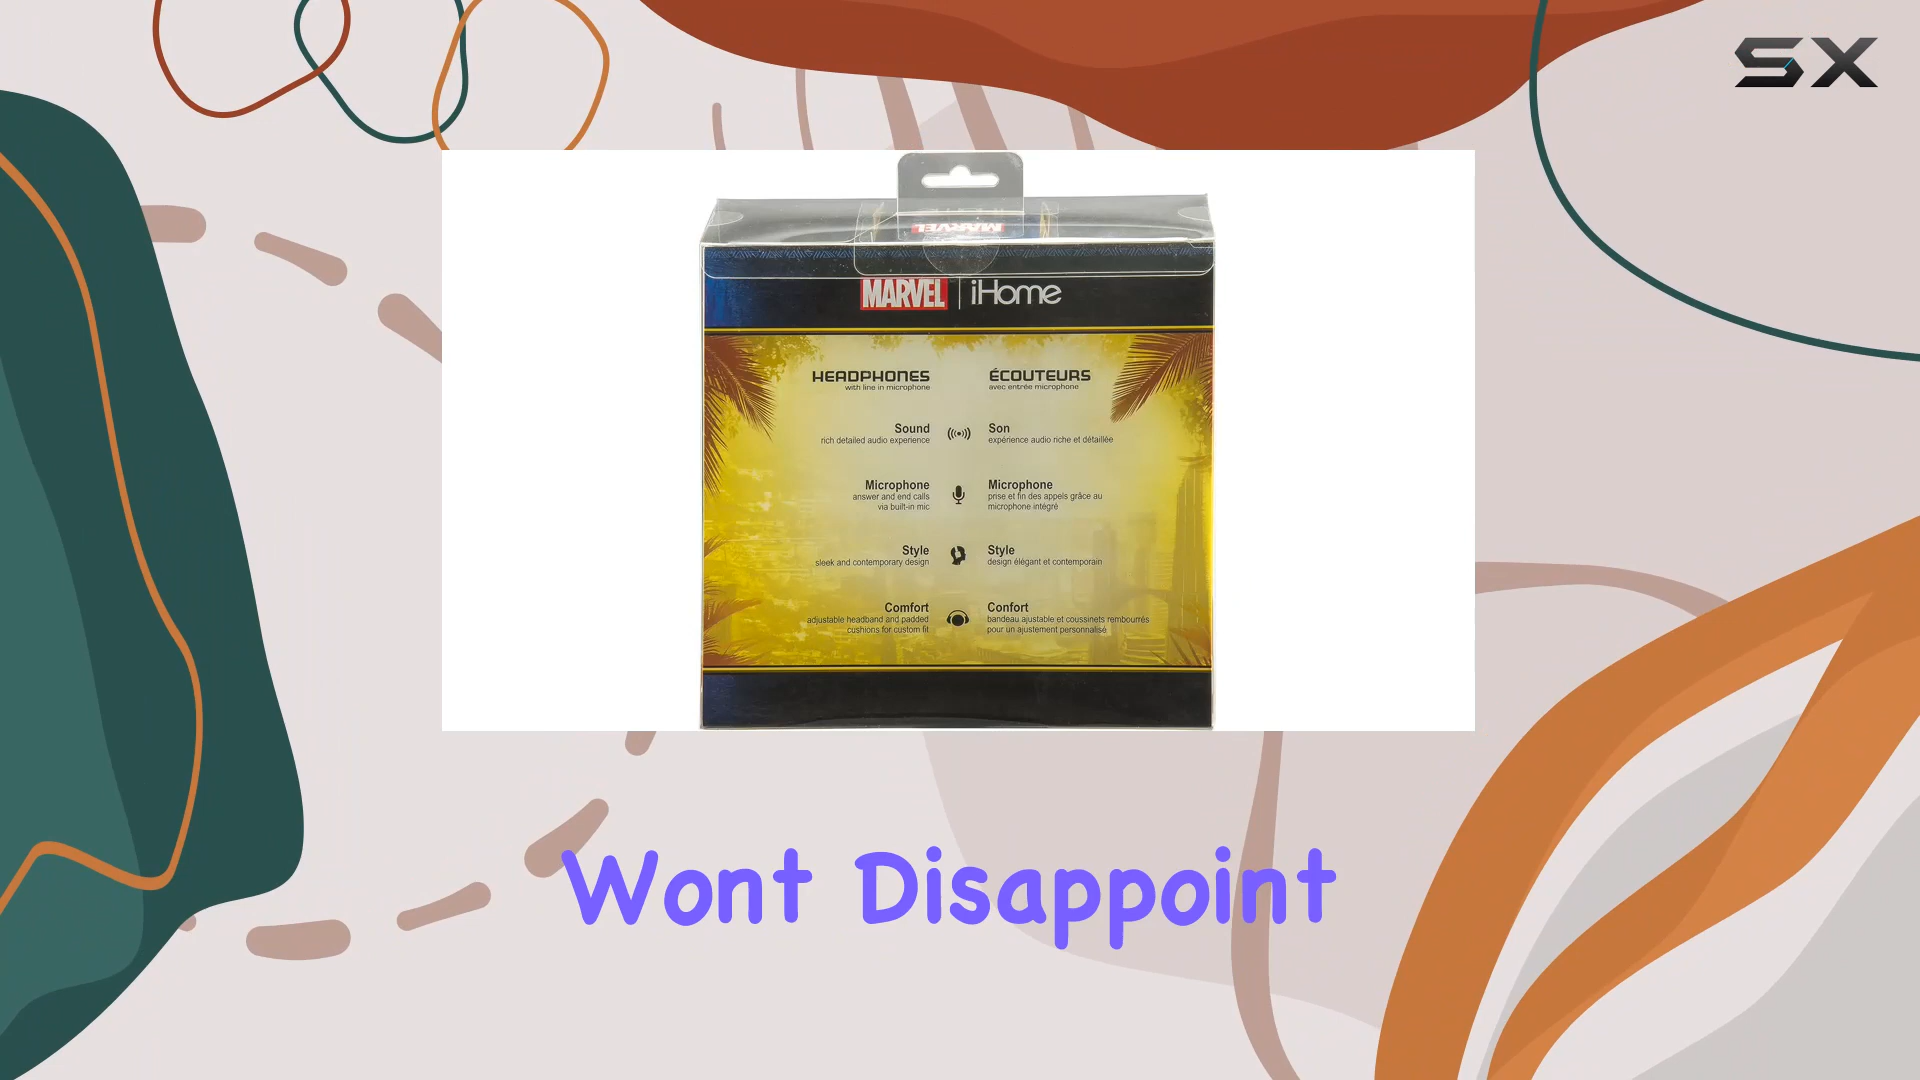 SX
MARVEL
MARVEL | iHome
HEADPHONES
with line in microphone
Sound
rich detailed audio experience
Microphone
answer and end calls
via built-in mic
Style
sleek and contemporary design
Comfort
adjustable headband and padded
cushions for custom fit
ÉCOUTEURS
avec entrée microphone
Son
expérience audio riche et détaillée
Microphone
prise et fin des appels grâce au
microphone intégré
Style
design élégant et contemporain
Confort
bandeau ajustable et coussinets rembourrés
pour un ajustement personnalisé
Wont Disappoint